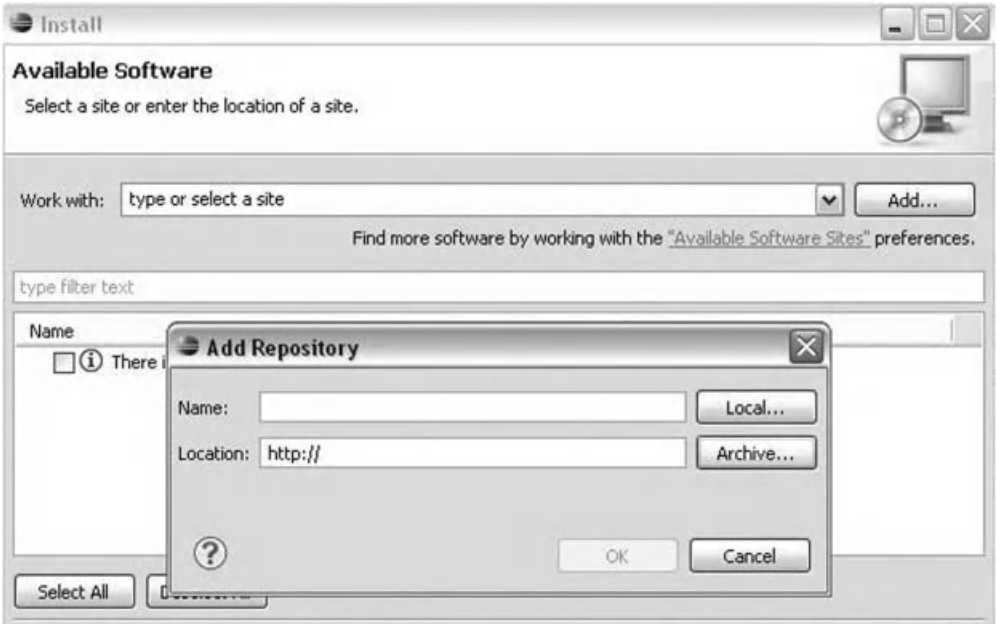 Install
Available Software
Select a site or enter the location of a site.
Work with: type or select a site Add...
Find more software by working with the "Available Software Sites" preferences.
type filter text
Name
There
Add Repository
Name: Local...
Location: http:// Archive...
? OK Cancel
Select All